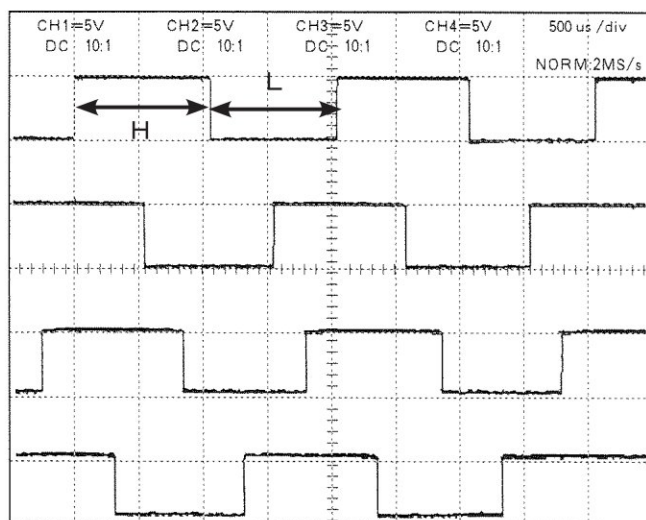 CH1=5V CH2=5V CH3=5V CH4=5V 500 us /div
DC 10:1 DC 10:1 DC 10:1 DC 10:1
NORM:2MS/s
L
H